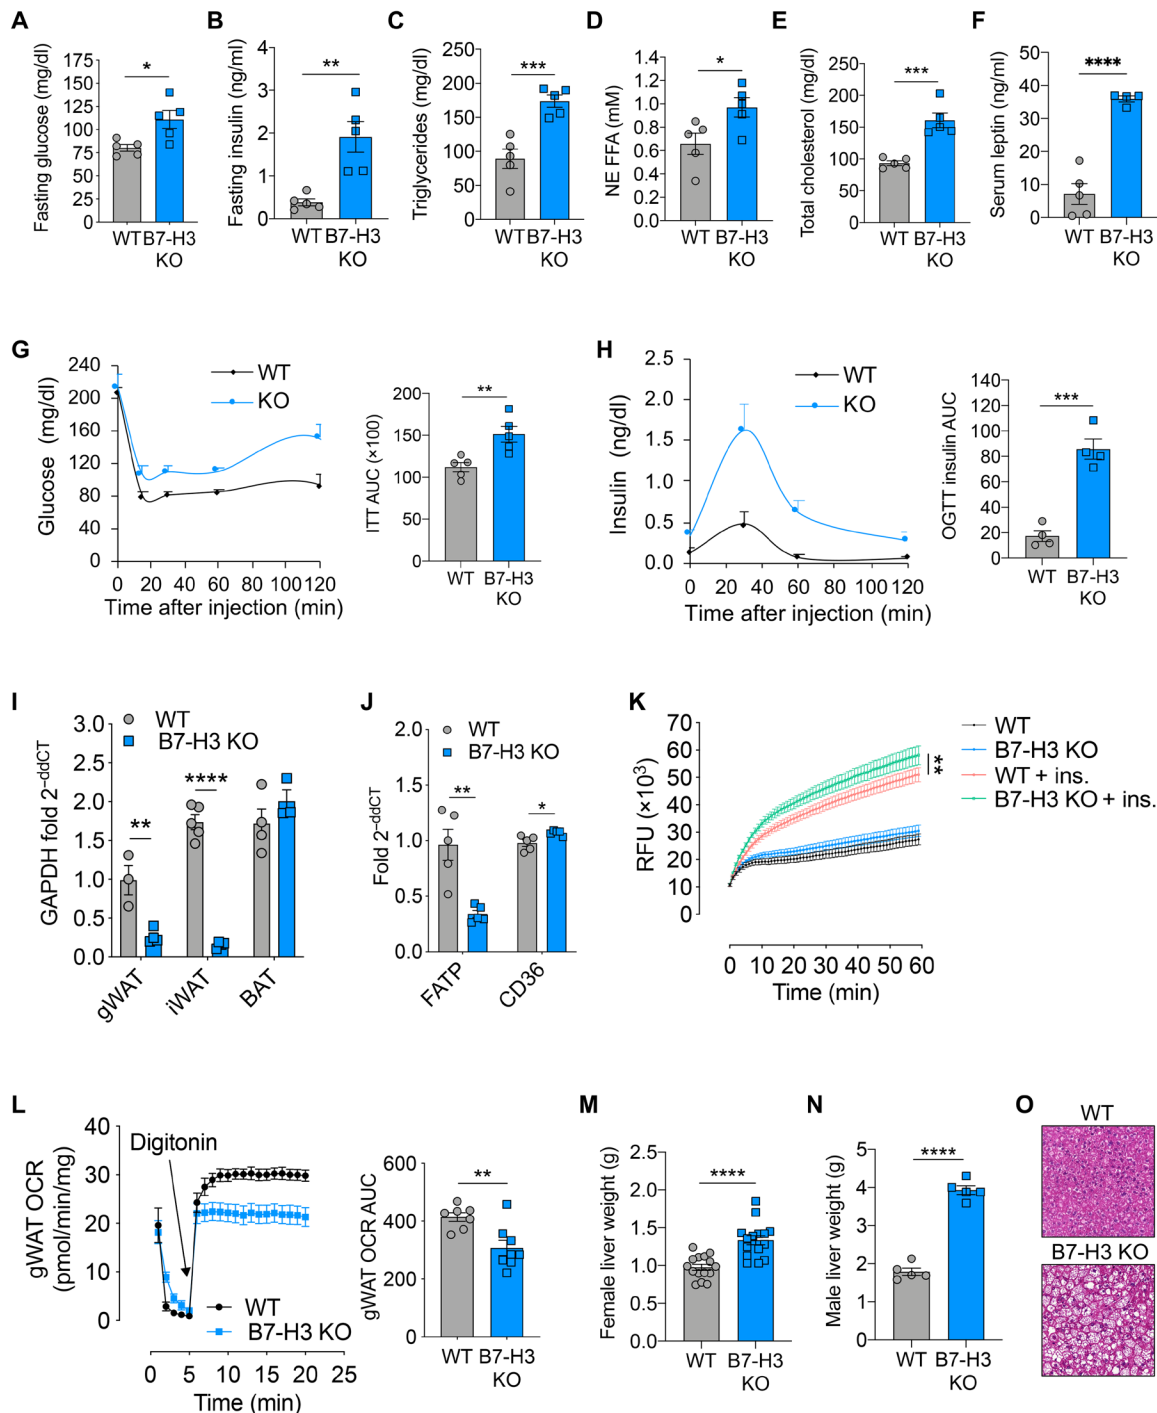 A
Fasting glucose (mg/dl)
175
150
125
100
75
50
25
0
*
WT B7-H3
KO
B
Fasting insulin (ng/ml)
4
3
2
1
0
**
WT B7-H3
KO
C
Triglycerides (mg/dl)
250
200
150
100
50
0
***
WT B7-H3
KO
D
NE FFA (mM)
1.4
1.2
1.0
0.8
0.6
0.4
0.2
0.0
*
WT B7-H3
KO
E
Total cholesterol (mg/dl)
250
200
150
100
50
0
***
WT B7-H3
KO
F
Serum leptin (ng/ml)
50
40
30
20
10
0
****
WT B7-H3
KO
G
Glucose (mg/dl)
240
200
160
120
80
40
0
WT
KO
0 20 40 60 80 100 120
Time after injection (min)
ITT AUC (×100)
200
150
100
50
0
**
WT B7-H3
KO
H
Insulin (ng/dl)
2.5
2.0
1.5
1.0
0.5
0.0
WT
KO
0 20 40 60 80 100 120
Time after injection (min)
OGTT insulin AUC
140
120
100
80
60
40
20
0
***
WT B7-H3
KO
I
GAPDH fold 2−ddCT
3.0
2.5
2.0
1.5
1.0
0.5
0.0
WT
B7-H3 KO
**
****
gWAT
iWAT
BAT
J
Fold 2−ddCT
2.0
1.5
1.0
0.5
0.0
WT
B7-H3 KO
**
*
FATP
CD36
K
RFU (×10³)
70
60
50
40
30
20
10
0
0 10 20 30 40 50 60
Time (min)
**
WT
B7-H3 KO
WT + ins.
B7-H3 KO + ins.
L
gWAT OCR
(pmol/min/mg)
40
30
20
10
0
Digitonin
WT
B7-H3 KO
0 5 10 15 20 25
Time (min)
gWAT OCR AUC
600
400
200
0
**
WT B7-H3
KO
M
Female liver weight (g)
2.5
2.0
1.5
1.0
0.5
0.0
****
WT B7-H3
KO
N
Male liver weight (g)
5
4
3
2
1
0
****
WT B7-H3
KO
O
WT
B7-H3 KO